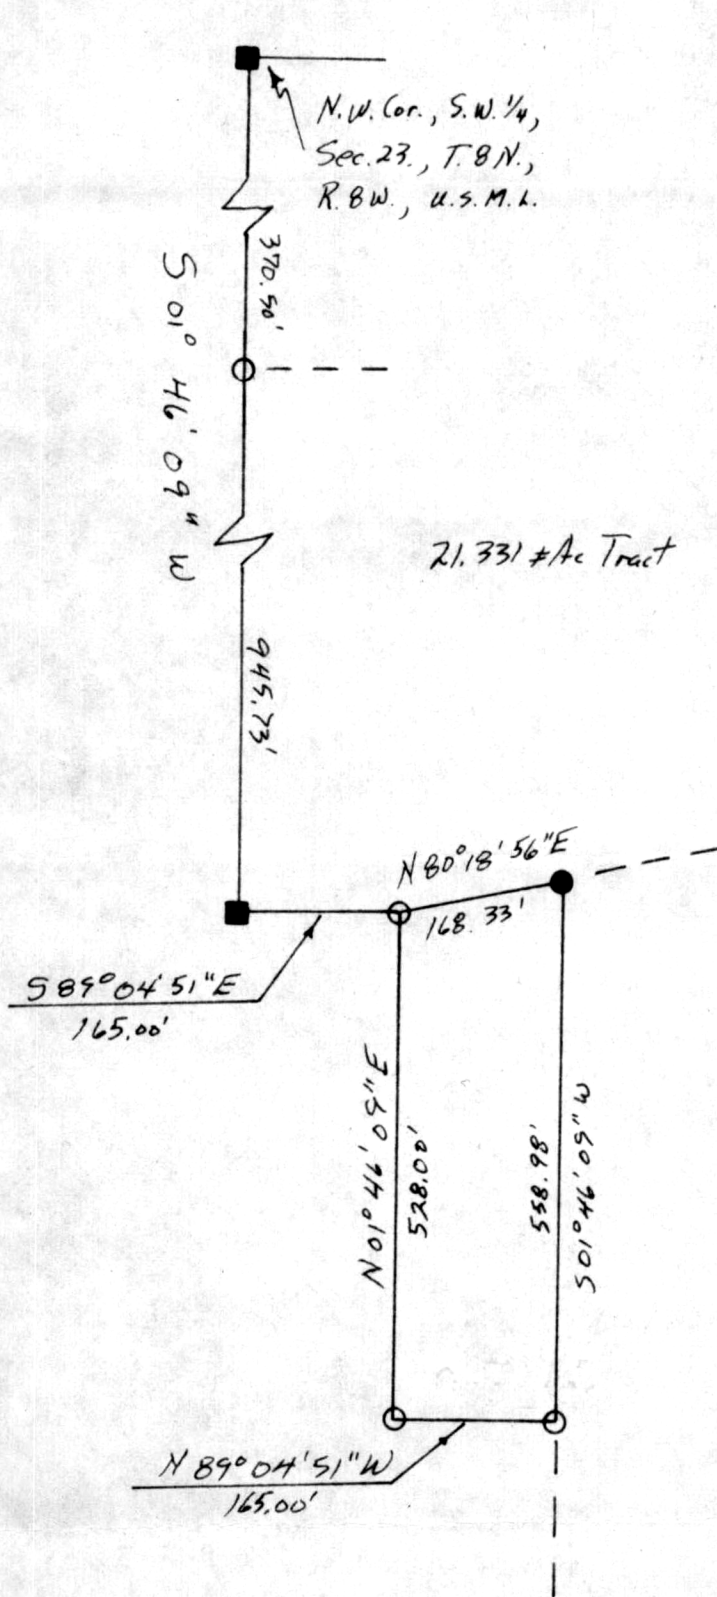 N.W. Cor., S.W. 1/4,
Sec. 23., T. 8 N.,
R. 8 W., U.S.M.L.
370.50'
S 01° 46' 09" W
21.331 ± Ac Tract
945.73'
N 80° 18' 56" E
168.33'
S 89° 04' 51" E
165.00'
N 01° 46' 09" E
528.00'
558.98'
S 01° 46' 09" W
N 89° 04' 51" W
165.00'